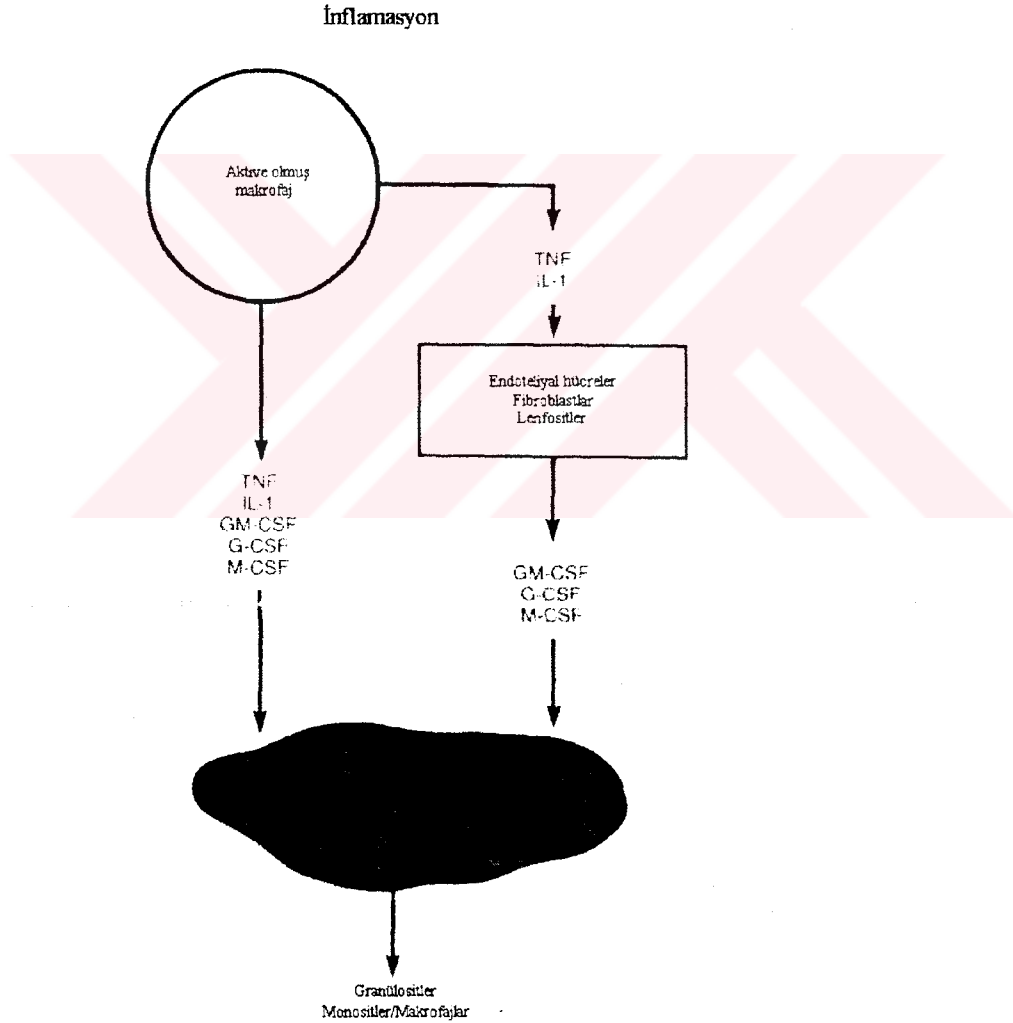 İnflamasyon
Aktive olmuş
makrofaj
TNF
IL-1
Endoteliyal hücreler
Fibroblastlar
Lenfositler
TNF
IL-1
GM-CSF
G-CSF
M-CSF
GM-CSF
G-CSF
M-CSF
Granülositler
Monositler/Makrofajlar